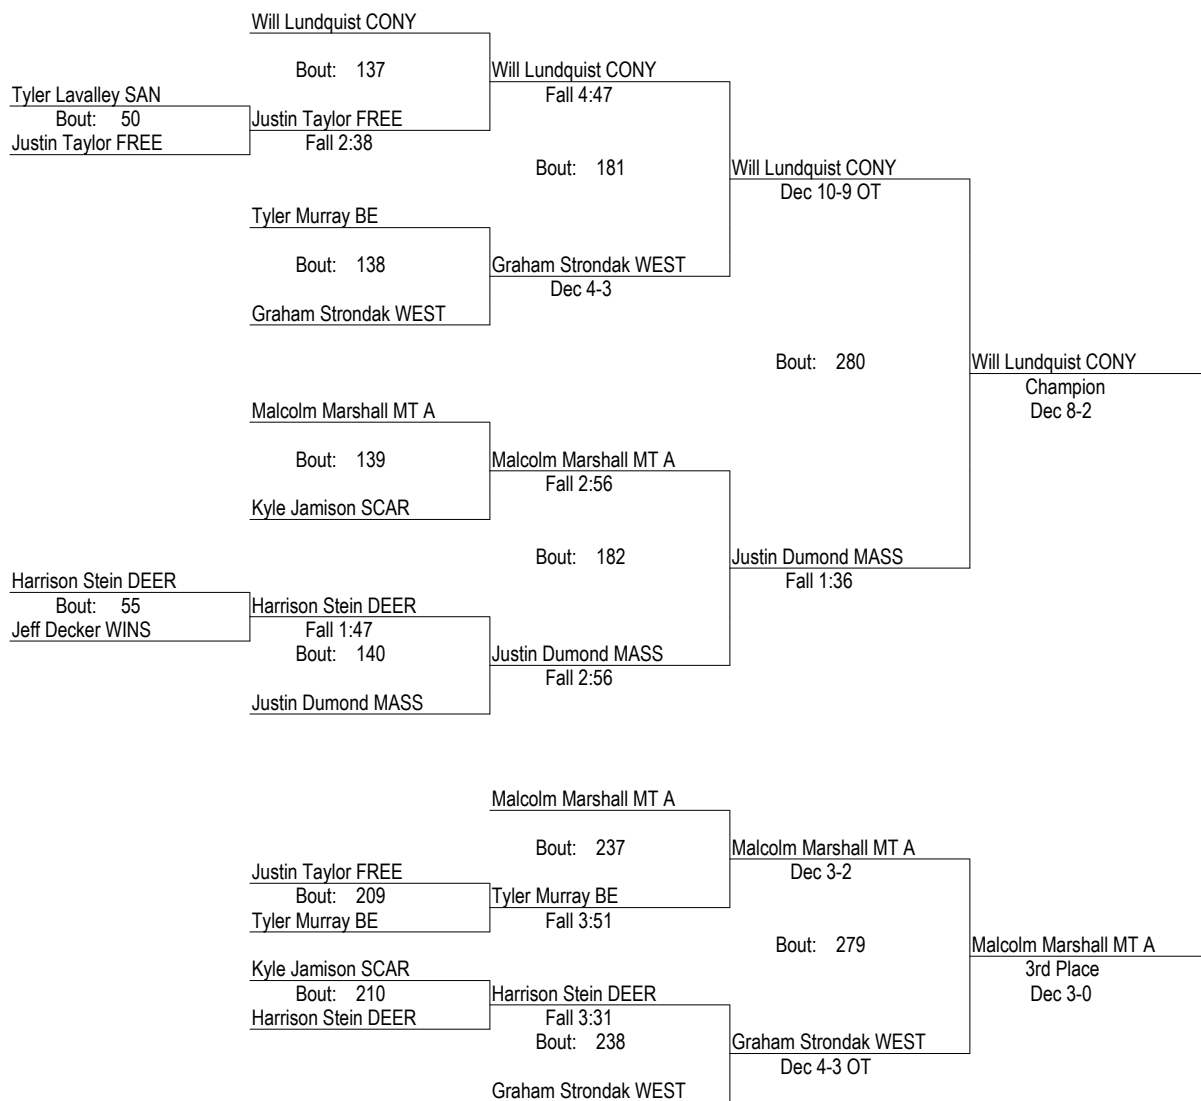 Will Lundquist CONY
Bout: 137
Will Lundquist CONY
Fall 4:47
Tyler Lavalley SAN
Bout: 50
Justin Taylor FREE
Justin Taylor FREE
Fall 2:38
Bout: 181
Will Lundquist CONY
Dec 10-9 OT
Tyler Murray BE
Bout: 138
Graham Strondak WEST
Dec 4-3
Graham Strondak WEST
Bout: 280
Will Lundquist CONY
Champion
Dec 8-2
Malcolm Marshall MT A
Bout: 139
Malcolm Marshall MT A
Fall 2:56
Kyle Jamison SCAR
Bout: 182
Justin Dumond MASS
Fall 1:36
Harrison Stein DEER
Bout: 55
Jeff Decker WINS
Harrison Stein DEER
Fall 1:47
Bout: 140
Justin Dumond MASS
Fall 2:56
Justin Dumond MASS
Malcolm Marshall MT A
Bout: 237
Malcolm Marshall MT A
Dec 3-2
Justin Taylor FREE
Bout: 209
Tyler Murray BE
Tyler Murray BE
Fall 3:51
Bout: 279
Malcolm Marshall MT A
3rd Place
Dec 3-0
Kyle Jamison SCAR
Bout: 210
Harrison Stein DEER
Harrison Stein DEER
Fall 3:31
Bout: 238
Graham Strondak WEST
Dec 4-3 OT
Graham Strondak WEST